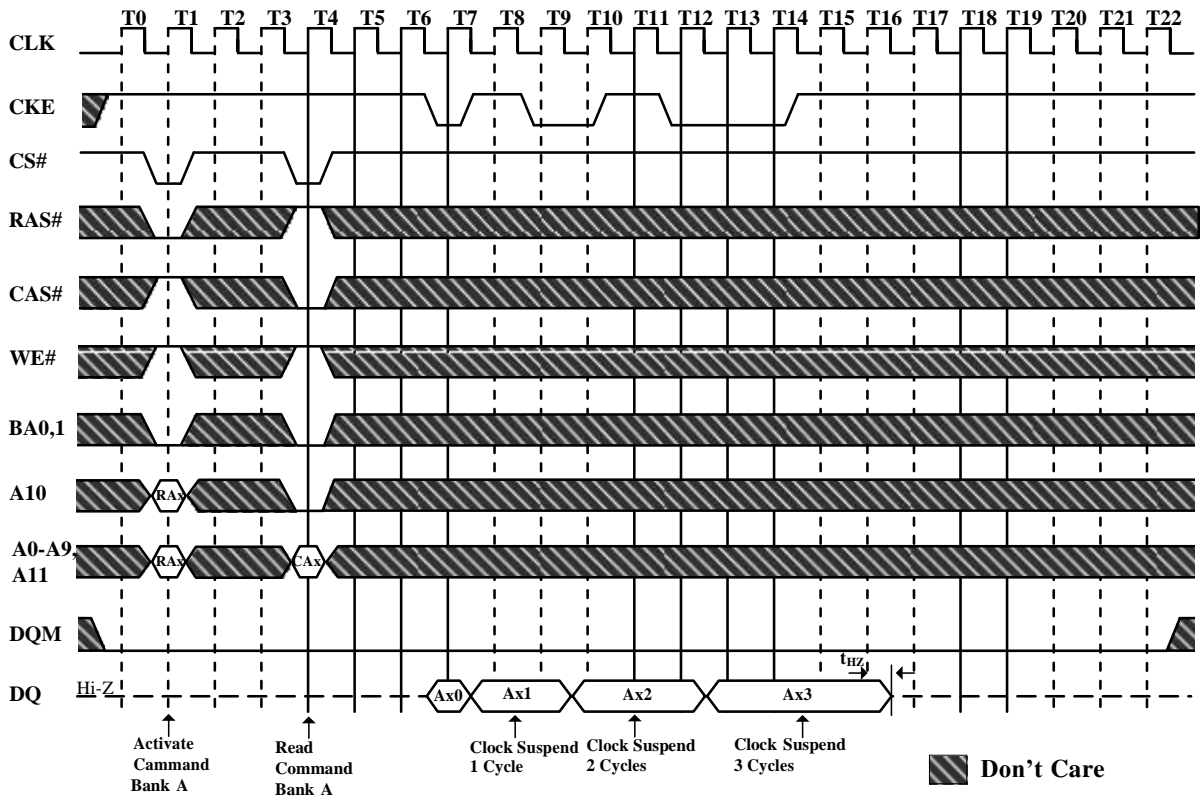 T0 T1 T2 T3 T4 T5 T6 T7 T8 T9 T10 T11 T12 T13 T14 T15 T16 T17 T18 T19 T20 T21 T22
CLK
CKE
CS#
RAS#
CAS#
WE#
BA0,1
A10 RAx
A0-A9,
A11 RAx CAx
DQM
tHZ
DQ Hi-Z Ax0 Ax1 Ax2 Ax3
Activate
Cammand
Bank A
Read
Command
Bank A
Clock Suspend
1 Cycle
Clock Suspend
2 Cycles
Clock Suspend
3 Cycles
Don't Care